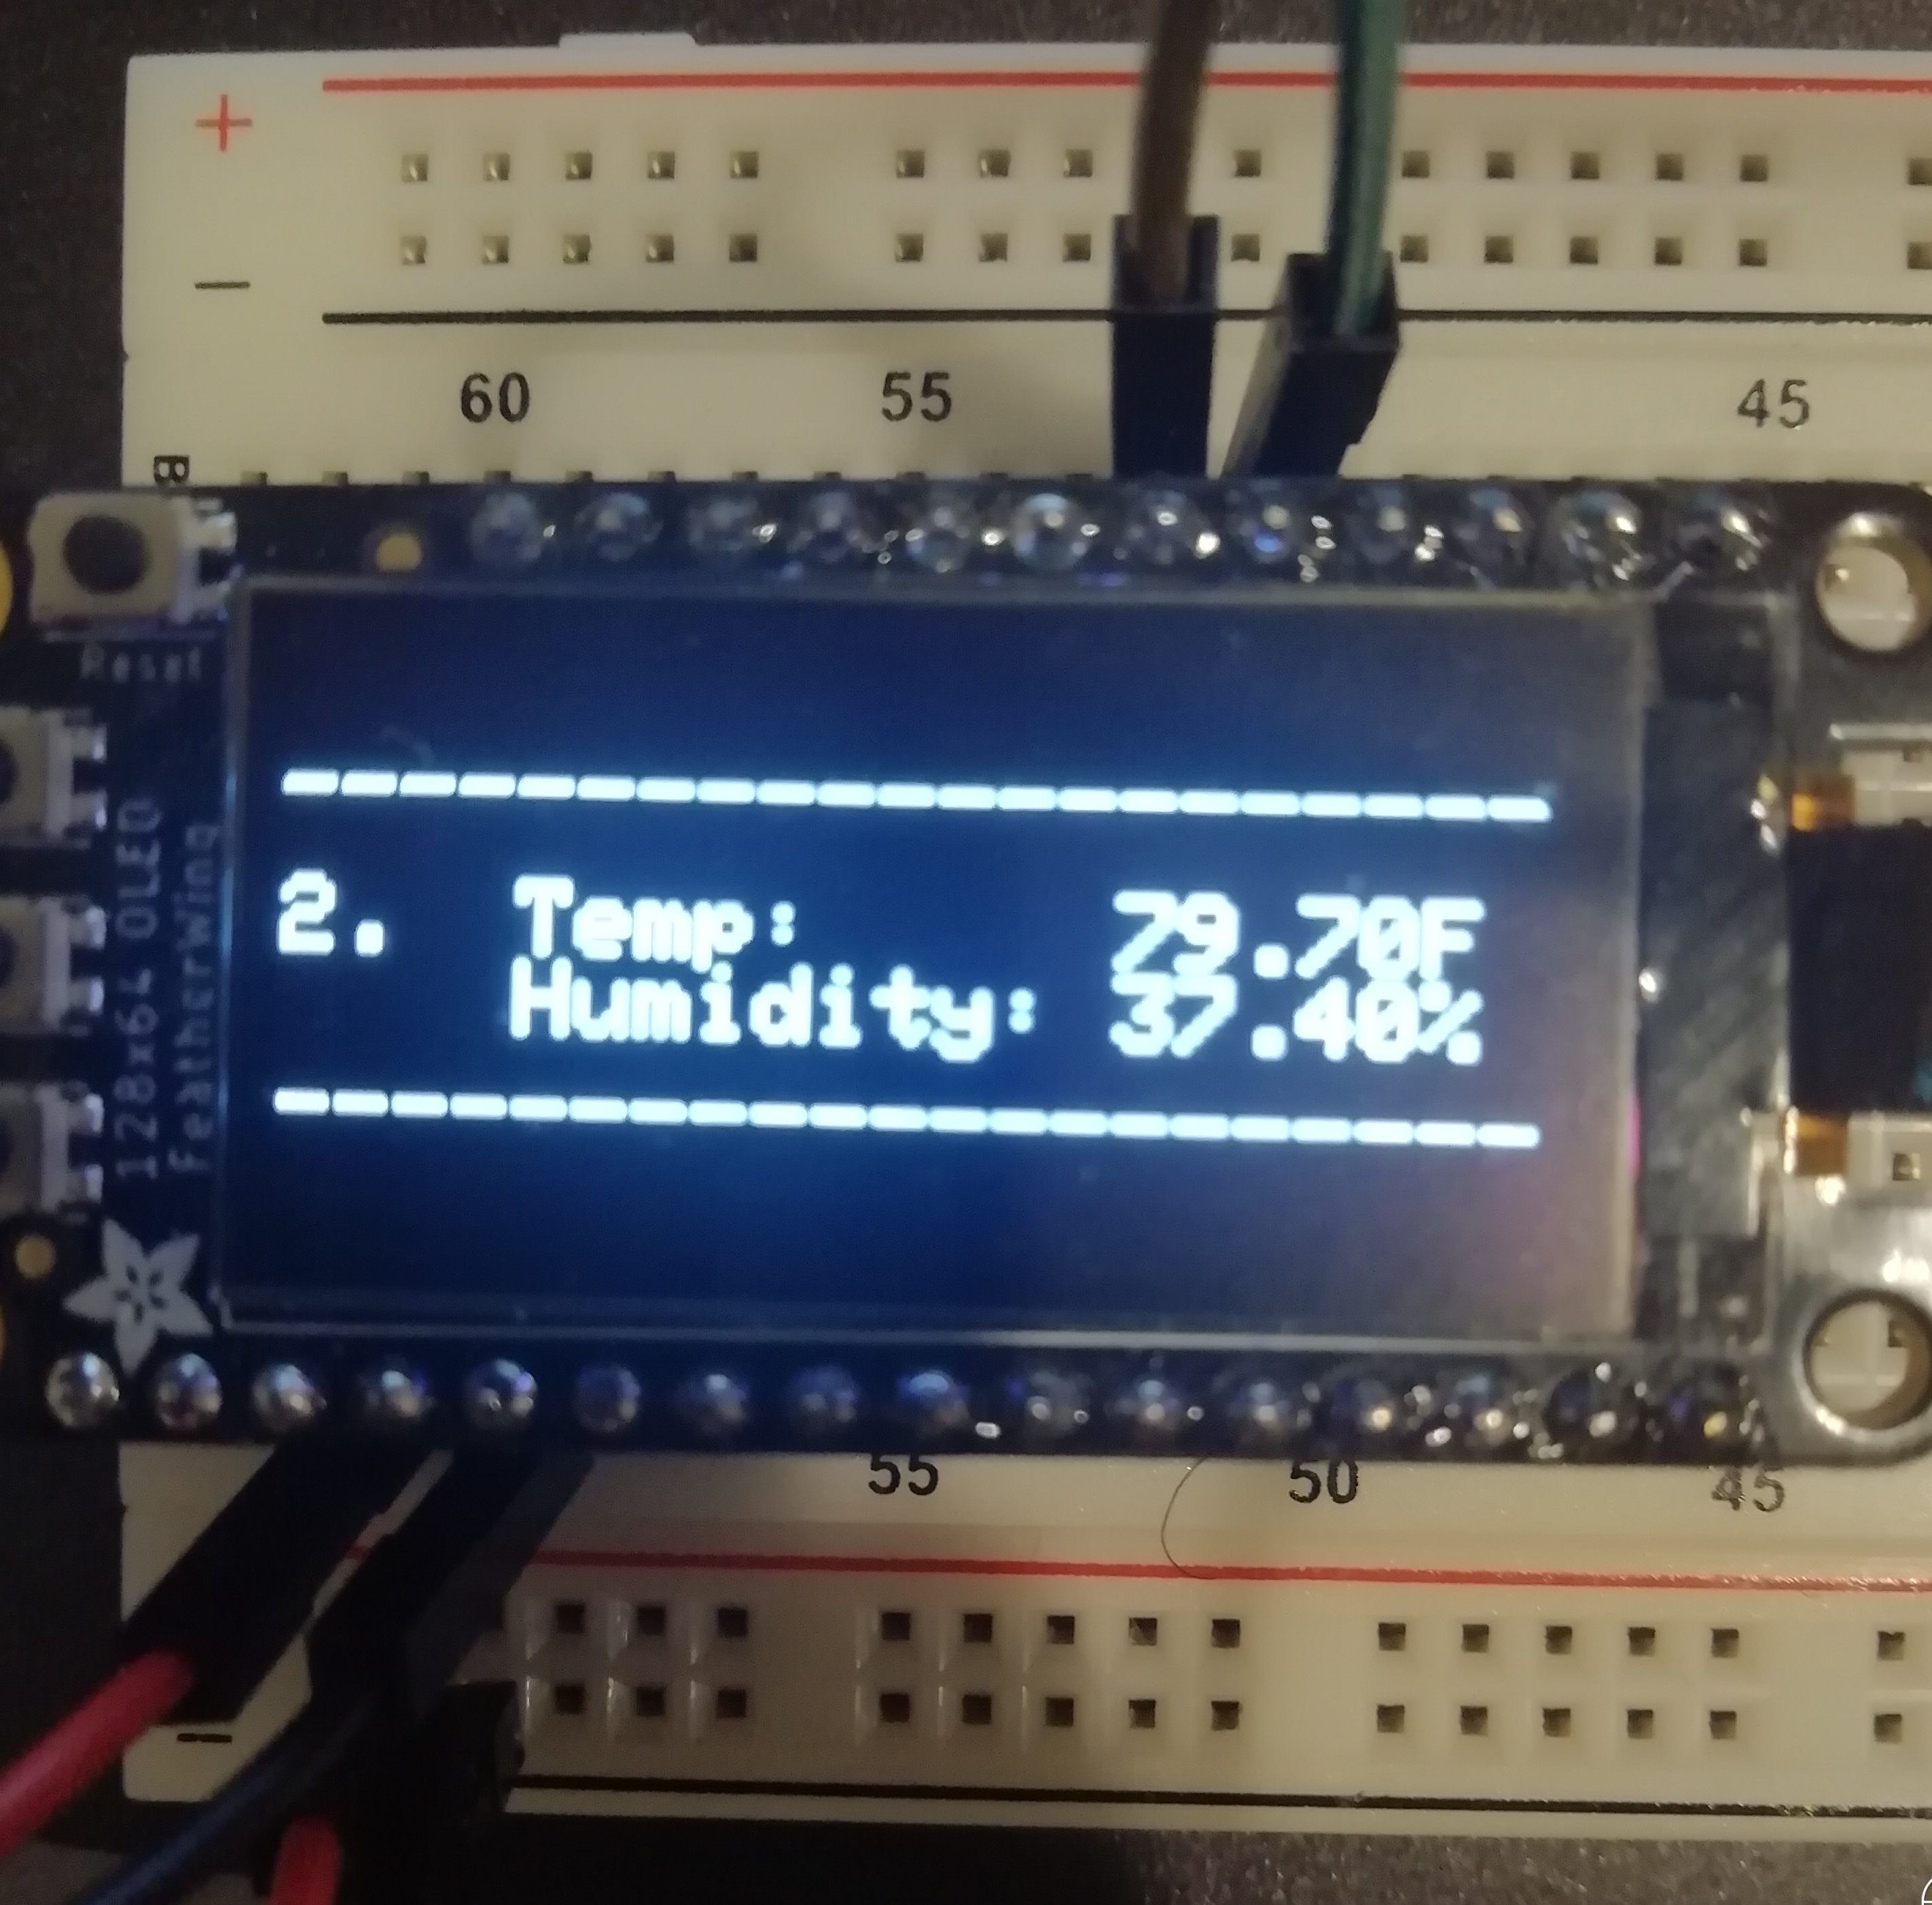 +
—
60 55 45
B
Reset
128x64 OLED
FeatherWing
---------------------
2. Temp: 79.70F
Humidity: 37.40%
---------------------
55 50 45
—